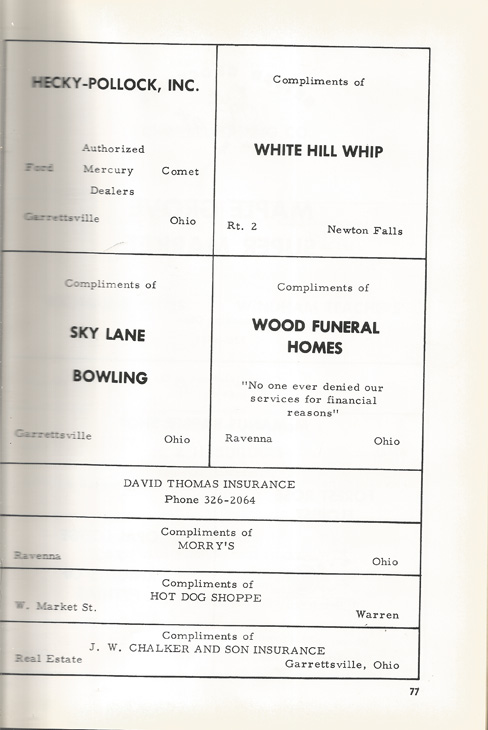 HECKY-POLLOCK, INC.
Authorized
Ford Mercury Comet
Dealers
Garrettsville Ohio
Compliments of
WHITE HILL WHIP
Rt. 2 Newton Falls
Compliments of
SKY LANE
BOWLING
Garrettsville Ohio
Compliments of
WOOD FUNERAL
HOMES
"No one ever denied our
services for financial
reasons"
Ravenna Ohio
DAVID THOMAS INSURANCE
Phone 326-2064
Compliments of
MORRY'S
Ravenna Ohio
Compliments of
HOT DOG SHOPPE
W. Market St. Warren
Compliments of
J. W. CHALKER AND SON INSURANCE
Real Estate Garrettsville, Ohio
77